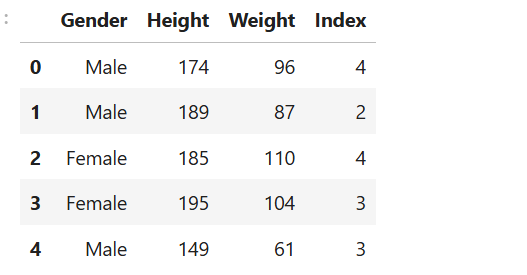 :
Gender Height Weight Index
0 Male 174 96 4
1 Male 189 87 2
2 Female 185 110 4
3 Female 195 104 3
4 Male 149 61 3